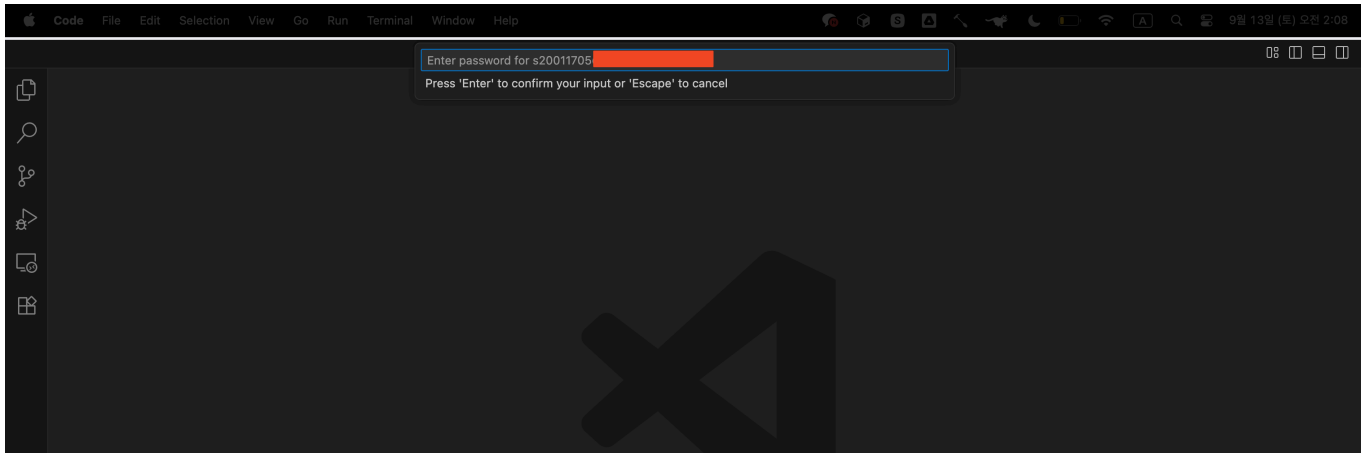 Code File Edit Selection View Go Run Terminal Window Help A 9월 13일 (토) 오전 2:08
Enter password for s20011705
Press 'Enter' to confirm your input or 'Escape' to cancel